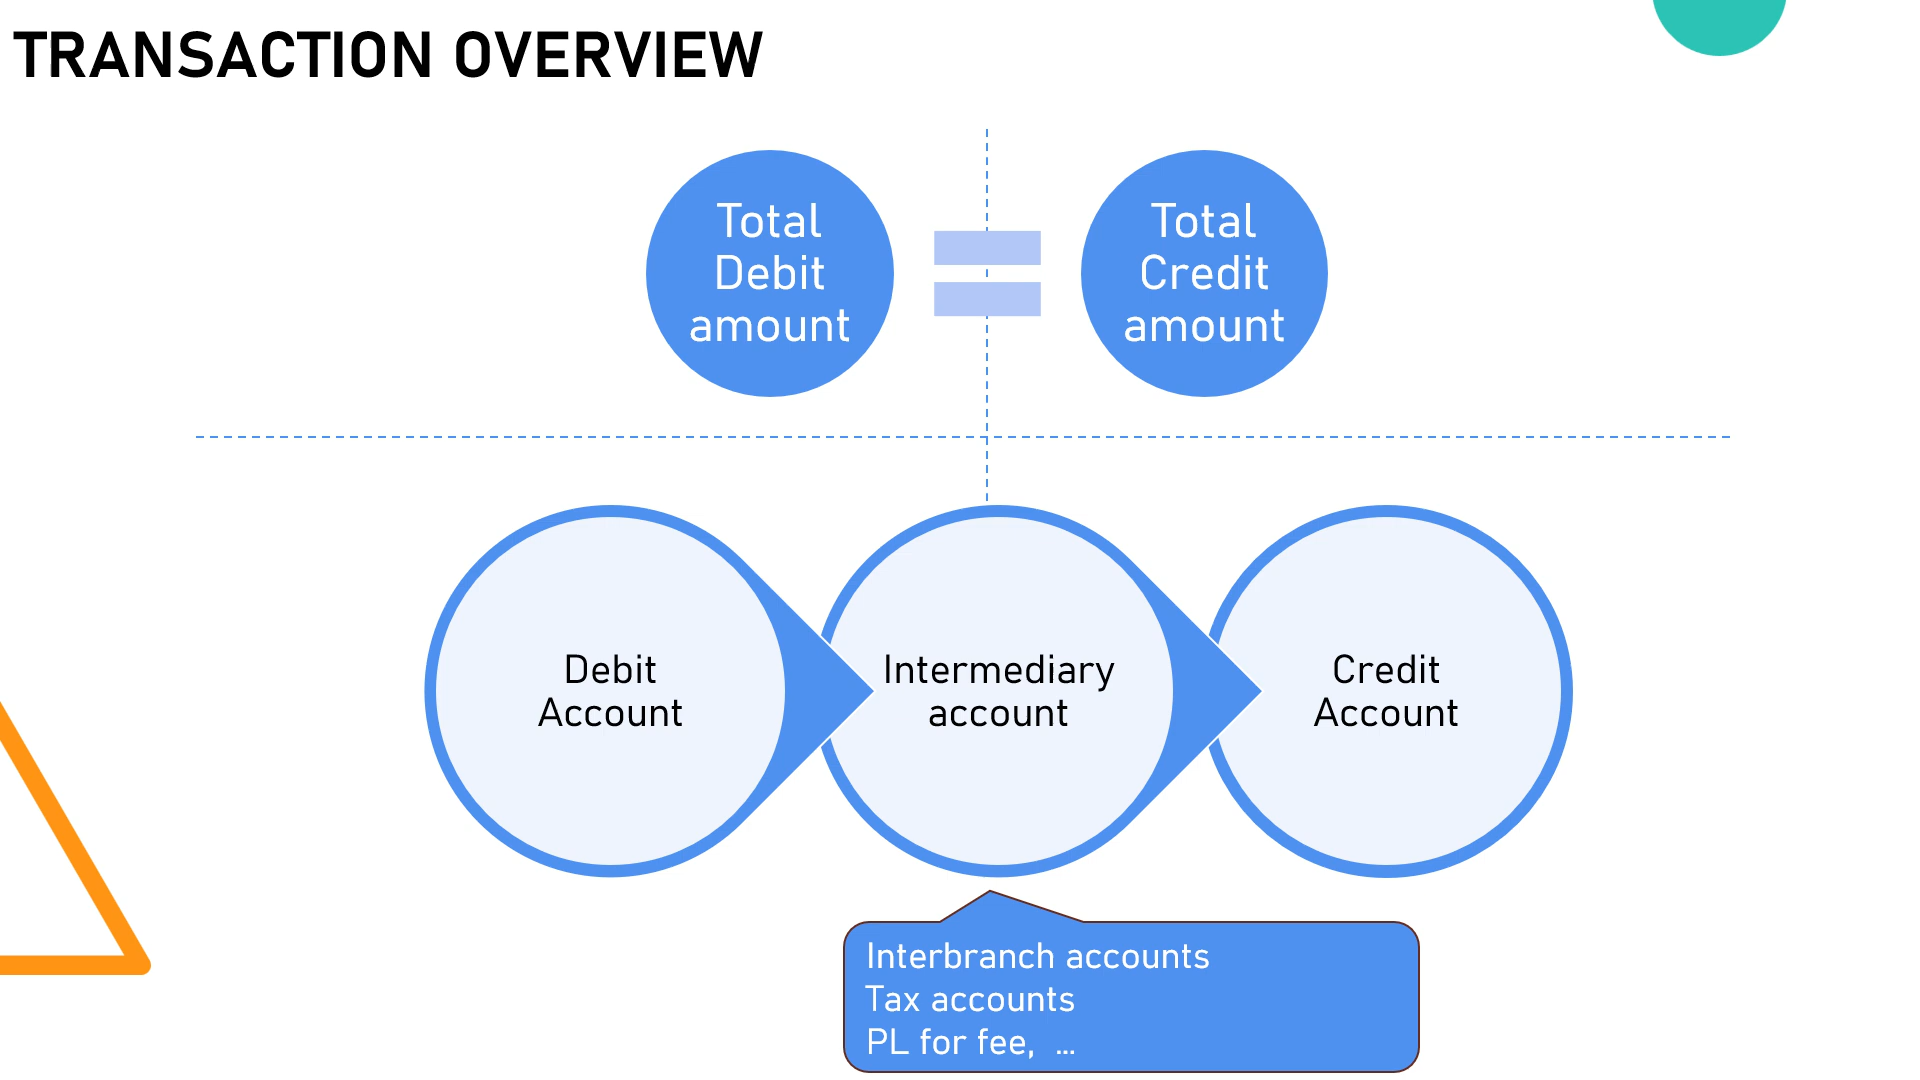 TRANSACTION OVERVIEW
Total
Debit
amount
Total
Credit
amount
Debit
Account
Intermediary
account
Credit
Account
Interbranch accounts
Tax accounts
PL for fee,  ...